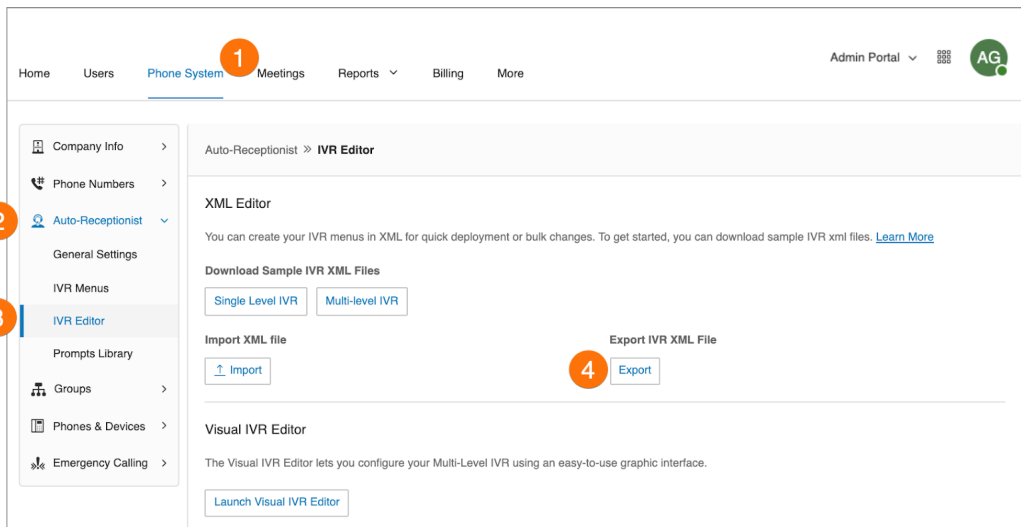 1
Home Users Phone System Meetings Reports Billing More Admin Portal AG
Company Info
Phone Numbers
2 Auto-Receptionist
General Settings
IVR Menus
3 IVR Editor
Prompts Library
Groups
Phones & Devices
Emergency Calling
Auto-Receptionist » IVR Editor
XML Editor
You can create your IVR menus in XML for quick deployment or bulk changes. To get started, you can download sample IVR xml files. Learn More
Download Sample IVR XML Files
Single Level IVR Multi-level IVR
Import XML file Export IVR XML File
Import 4 Export
Visual IVR Editor
The Visual IVR Editor lets you configure your Multi-Level IVR using an easy-to-use graphic interface.
Launch Visual IVR Editor